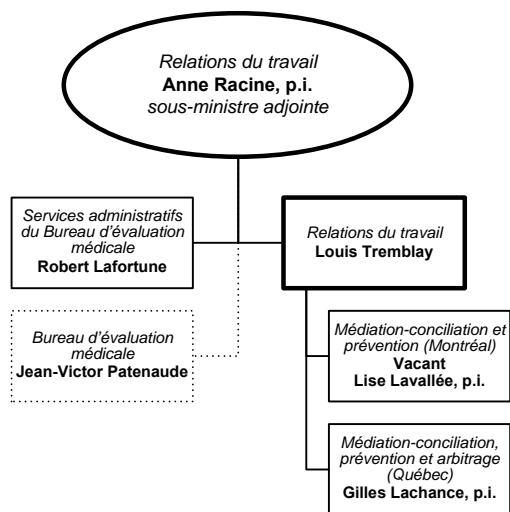 Relations du travail
Anne Racine, p.i.
sous-ministre adjointe
Services administratifs
du Bureau d'évaluation
médicale
Robert Lafortune
Relations du travail
Louis Tremblay
Bureau d'évaluation
médicale
Jean-Victor Patenaude
Médiation-conciliation et
prévention (Montréal)
Vacant
Lise Lavallée, p.i.
Médiation-conciliation,
prévention et arbitrage
(Québec)
Gilles Lachance, p.i.